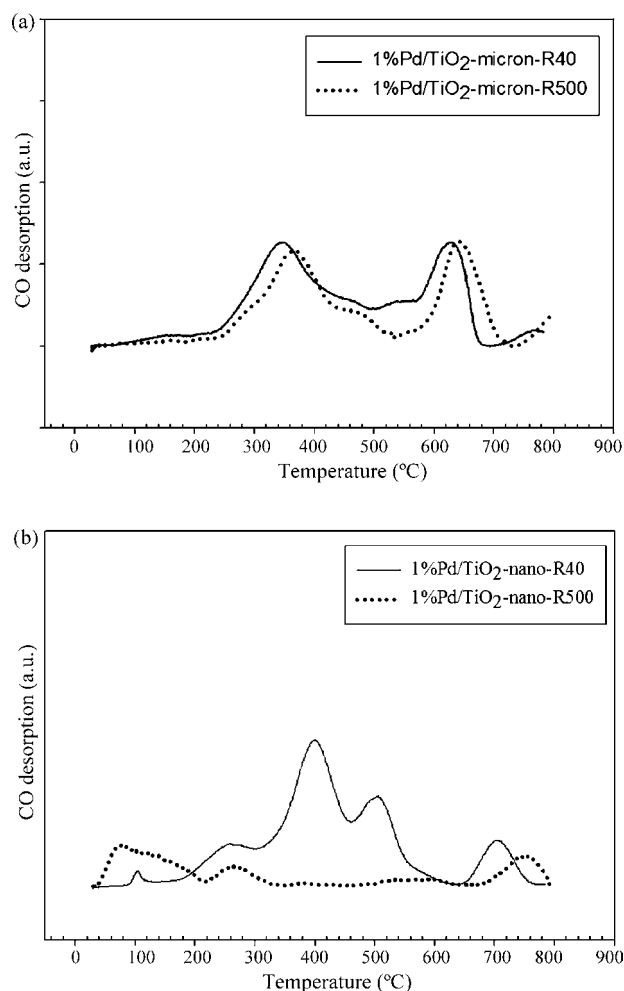 (a)
1%Pd/TiO2-micron-R40
1%Pd/TiO2-micron-R500
CO desorption (a.u.)
0 100 200 300 400 500 600 700 800 900
Temperature (ºC)
(b)
1%Pd/TiO2-nano-R40
1%Pd/TiO2-nano-R500
CO desorption (a.u.)
0 100 200 300 400 500 600 700 800 900
Temperature (ºC)